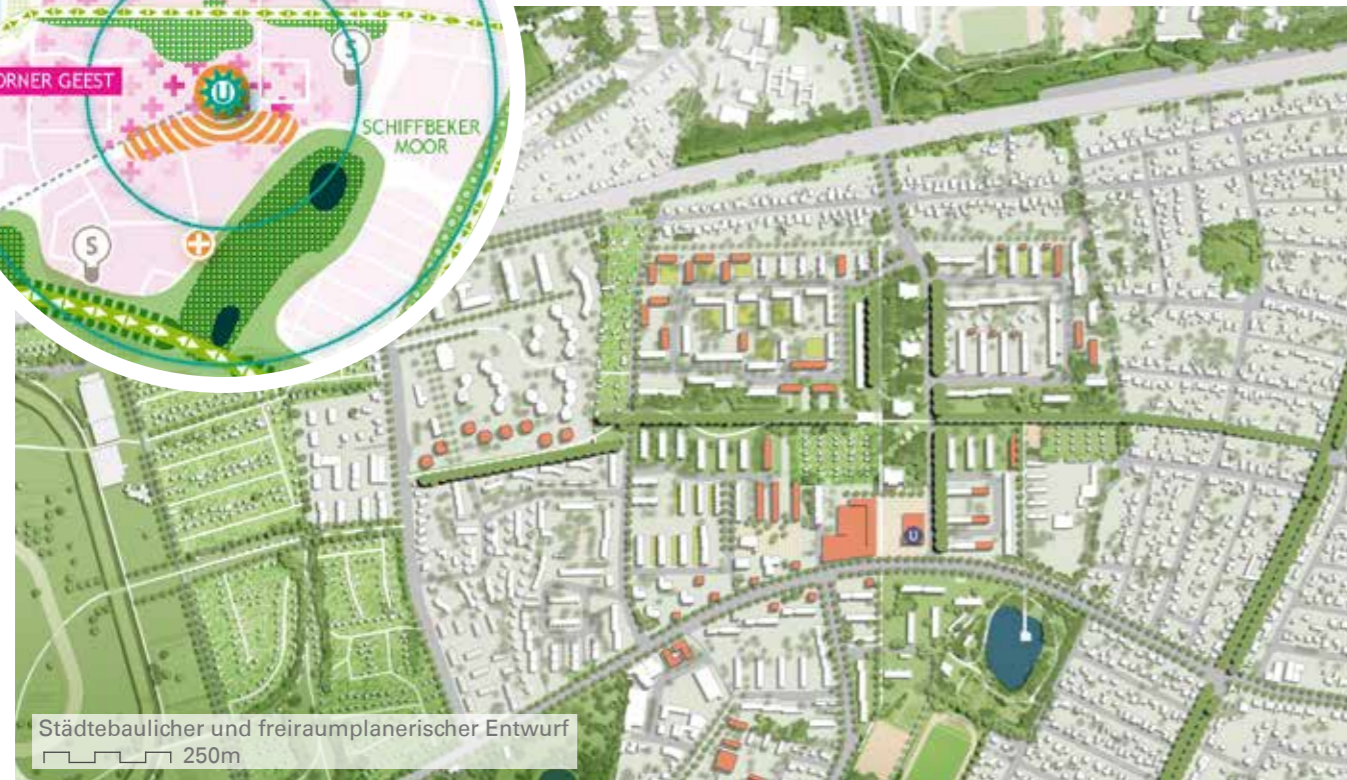 S
ORNER GEEST
U
SCHIFFBEKER
MOOR
S
U
Städtebaulicher und freiraumplanerischer Entwurf
250m